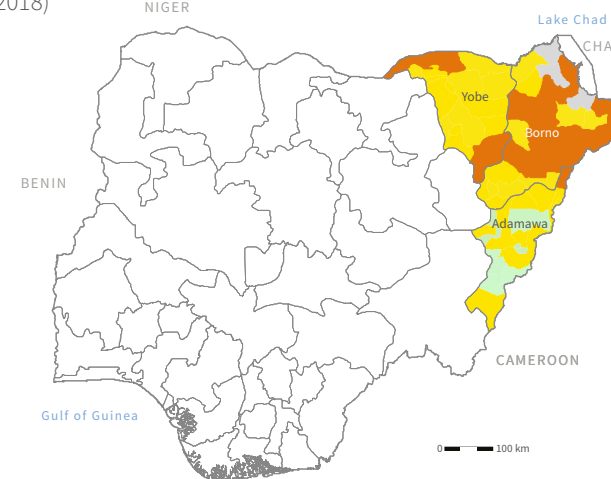 2018)
NIGER
Lake Chad
CHA
Yobe
Borno
BENIN
Adamawa
CAMEROON
Gulf of Guinea
0 100 km